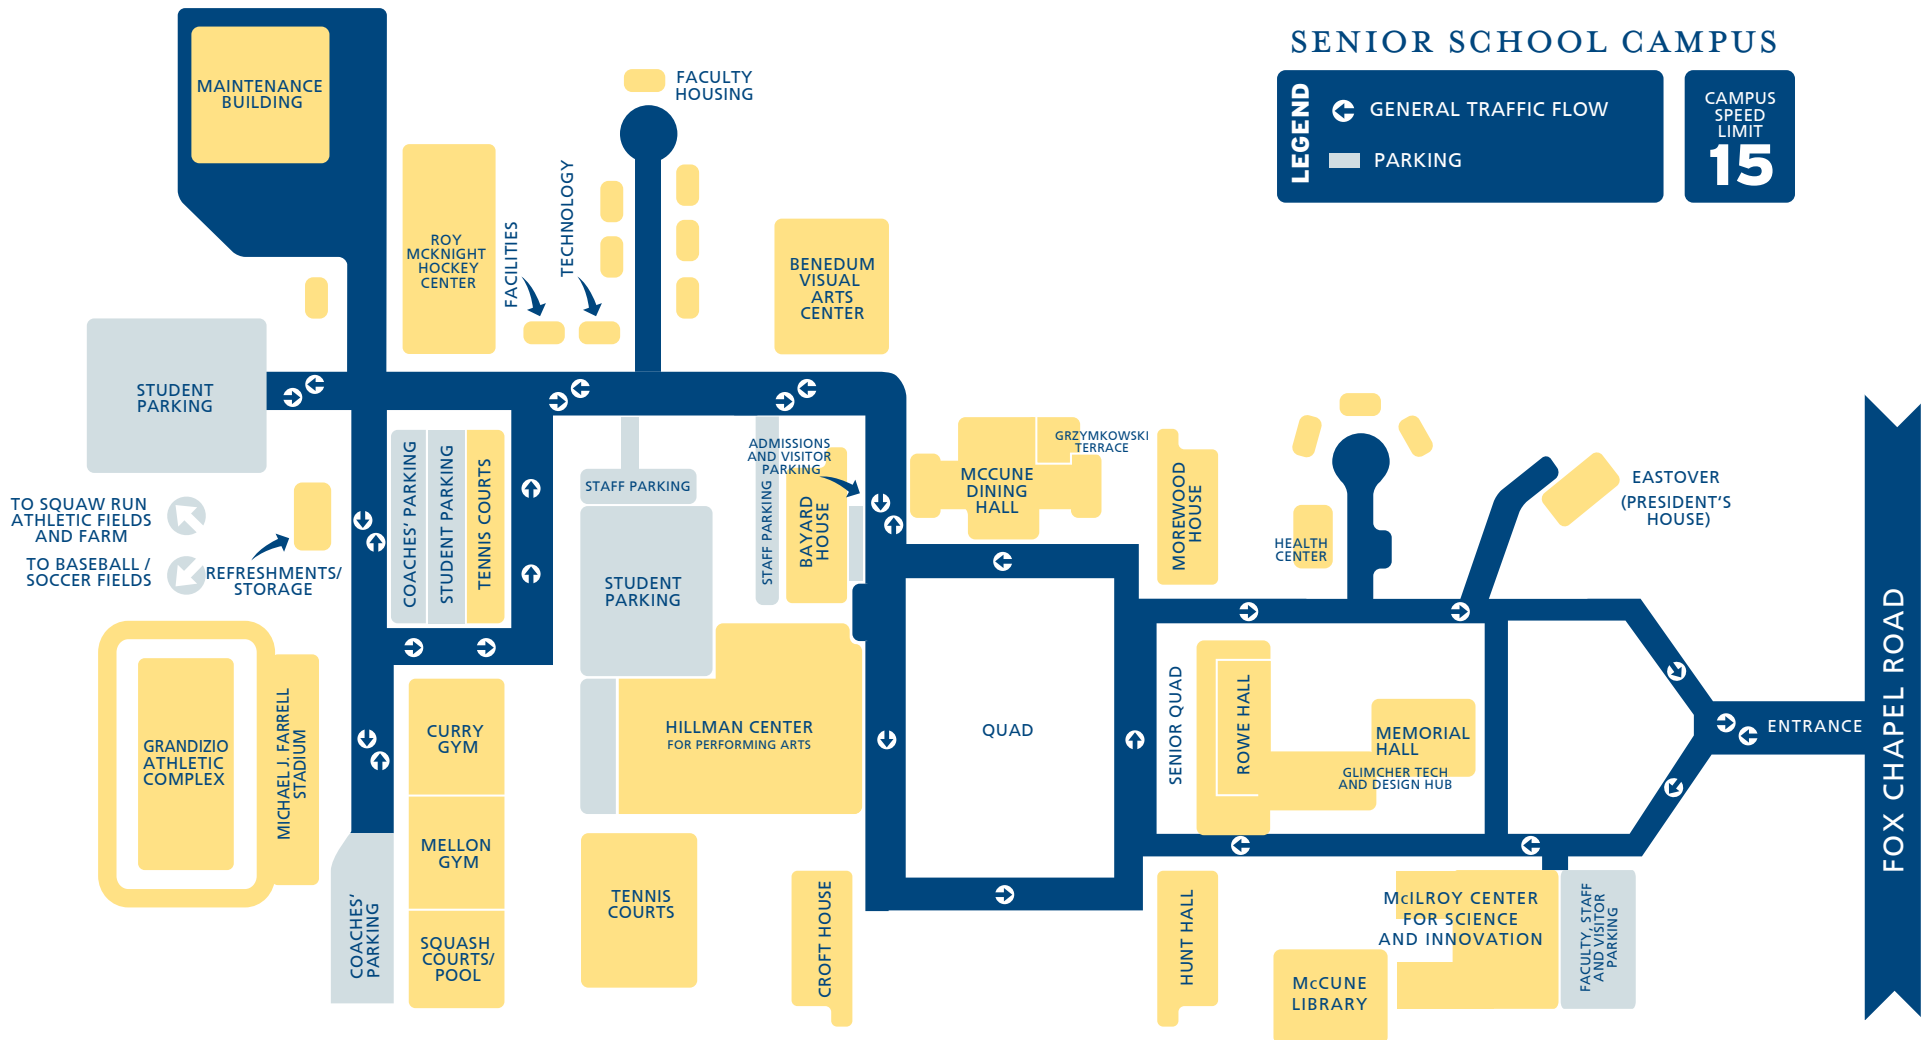 SENIOR SCHOOL CAMPUS
LEGEND
GENERAL TRAFFIC FLOW
PARKING
CAMPUS
SPEED
LIMIT
15
MAINTENANCE
BUILDING
FACULTY
HOUSING
ROY
MCKNIGHT
HOCKEY
CENTER
FACILITIES
TECHNOLOGY
BENEDUM
VISUAL
ARTS
CENTER
STUDENT
PARKING
COACHES' PARKING
STUDENT PARKING
TENNIS COURTS
STAFF PARKING
STUDENT
PARKING
STAFF PARKING
ADMISSIONS
AND VISITOR
PARKING
BAYARD
HOUSE
MCCUNE
DINING
HALL
GRZYMKOWSKI
TERRACE
MOREWOOD
HOUSE
HEALTH
CENTER
EASTOVER
(PRESIDENT'S
HOUSE)
TO SQUAW RUN
ATHLETIC FIELDS
AND FARM
TO BASEBALL /
SOCCER FIELDS
REFRESHMENTS/
STORAGE
GRANDIZIO
ATHLETIC
COMPLEX
MICHAEL J. FARRELL
STADIUM
CURRY
GYM
MELLON
GYM
SQUASH
COURTS/
POOL
COACHES'
PARKING
HILLMAN CENTER
FOR PERFORMING ARTS
TENNIS
COURTS
CROFT HOUSE
QUAD
SENIOR QUAD
ROWE HALL
MEMORIAL
HALL
GLIMCHER TECH
AND DESIGN HUB
HUNT HALL
McILROY CENTER
FOR SCIENCE
AND INNOVATION
McCUNE
LIBRARY
FACULTY, STAFF
AND VISITOR
PARKING
ENTRANCE
FOX CHAPEL ROAD